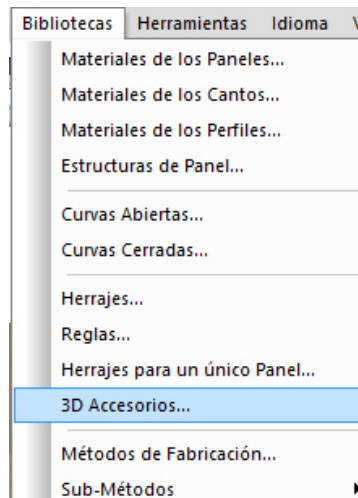 Bibliotecas Herramientas Idioma
Materiales de los Paneles...
Materiales de los Cantos...
Materiales de los Perfiles...
Estructuras de Panel...
Curvas Abiertas...
Curvas Cerradas...
Herrajes...
Reglas...
Herrajes para un único Panel...
3D Accesorios...
Métodos de Fabricación...
Sub-Métodos